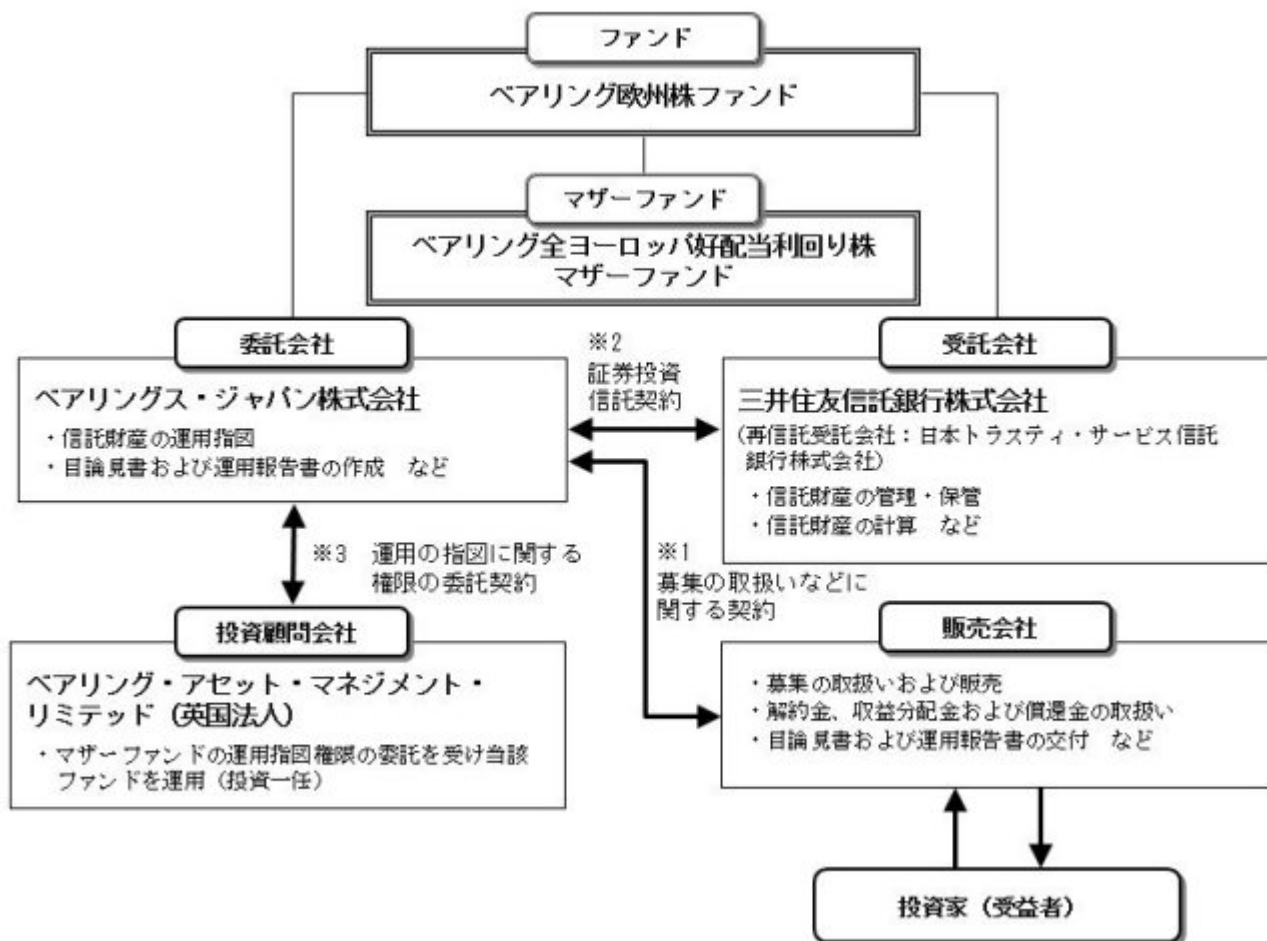 ファンド
ベアリング欧州株ファンド
マザーファンド
ベアリング全ヨーロッパ好配当利回り株
マザーファンド
委託会社
ベアリングス・ジャパン株式会社
・信託財産の運用指図
・目論見書および運用報告書の作成 など
※2
証券投資
信託契約
受託会社
三井住友信託銀行株式会社
(再信託受託会社:日本トラスティ・サービス信託
銀行株式会社)
・信託財産の管理・保管
・信託財産の計算 など
※3 運用の指図に関する
権限の委託契約
※1
募集の取扱いなどに
関する契約
投資顧問会社
ベアリング・アセット・マネジメント・
リミテッド(英国法人)
・マザーファンドの運用指図権限の委託を受け当該
ファンドを運用(投資一任)
販売会社
・募集の取扱いおよび販売
・解約金、収益分配金および償還金の取扱い
・目論見書および運用報告書の交付 など
投資家(受益者)